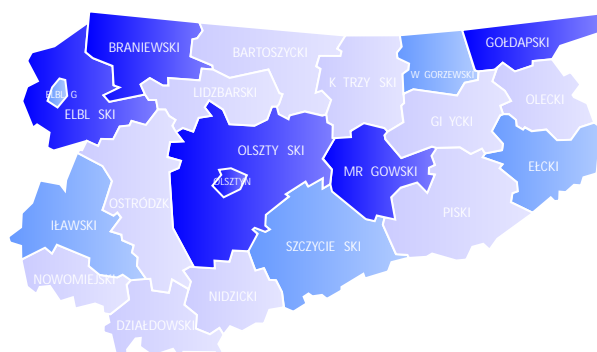 GOŁDAPSKI
BRANIEWSKI
BARTOSZYCKI
W GORZEWSKI
K TRZY SKI
LIDZBARSKI
ELBL G
OLECKI
ELBL SKI
GI YCKI
OLSZTY SKI
EŁCKI
MR GOWSKI
OLSZTYN
OSTRÓDZK
PISKI
IŁAWSKI
SZCZYCIE SKI
NOWOMIEJSKI
NIDZICKI
DZIAŁDOWSKI